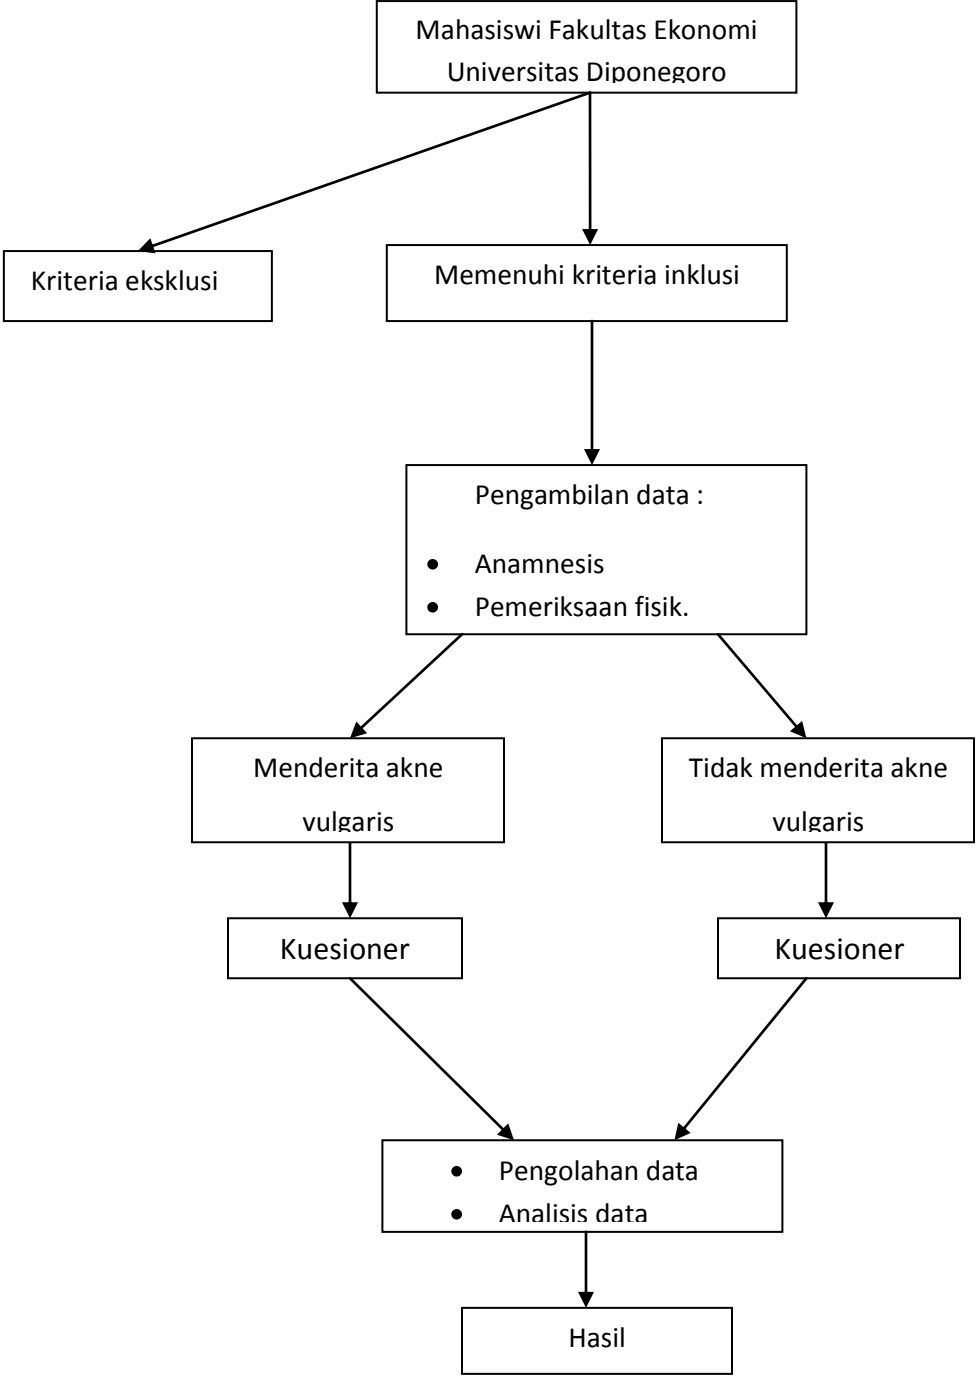 Mahasiswi Fakultas Ekonomi
Universitas Diponegoro
Kriteria eksklusi
Memenuhi kriteria inklusi
Pengambilan data :
• Anamnesis
• Pemeriksaan fisik.
Menderita akne
vulgaris
Tidak menderita akne
vulgaris
Kuesioner
Kuesioner
• Pengolahan data
• Analisis data
Hasil